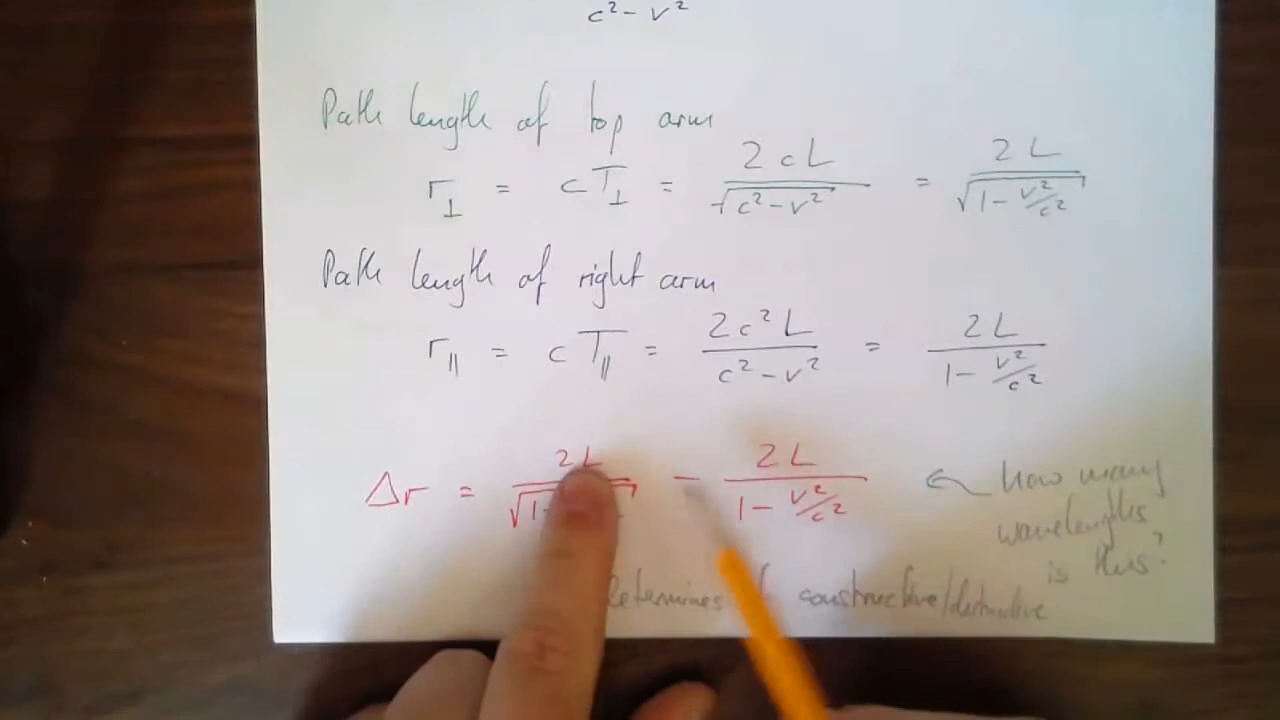 c² - v²
Path length of top arm
r⊥ = cT⊥ = 2cL / √(c² - v²) = 2L / √(1 - v²/c²)
Path length of right arm
r∥ = cT∥ = 2c²L / (c² - v²) = 2L / (1 - v²/c²)
Δr = 2L / √(1 - - 2L / (1 - v²/c²)
how many
wavelengths
is this?
determines if constructive/destructive